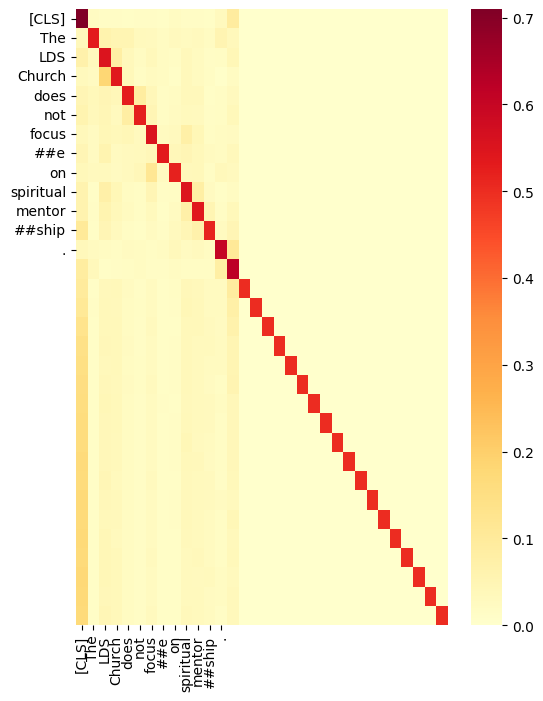 [CLS]
The
LDS
Church
does
not
focus
##e
on
spiritual
mentor
##ship
.
0.7
0.6
0.5
0.4
0.3
0.2
0.1
0.0
[CLS]
The
LDS
Church
does
not
focus
##e
on
spiritual
mentor
##ship
.